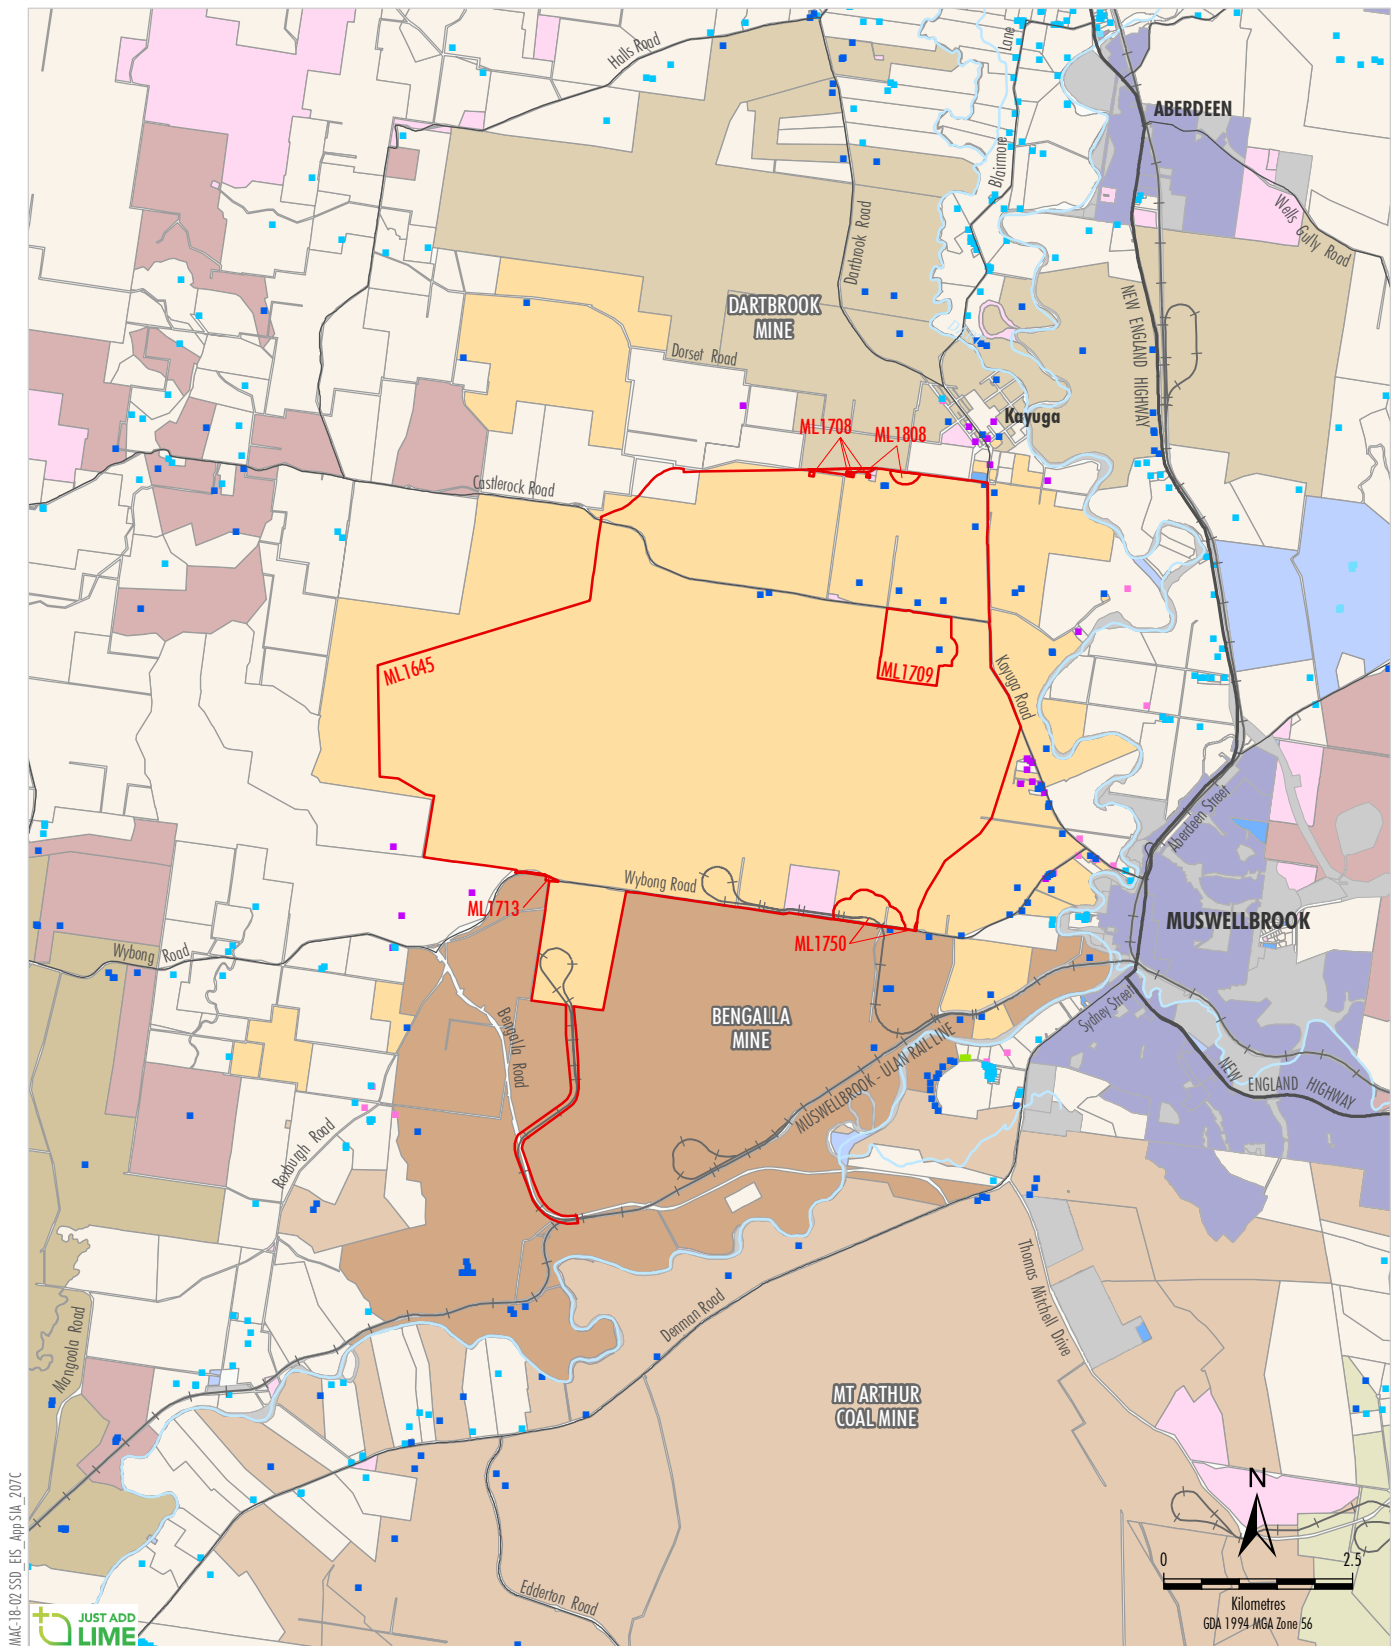 Halls Road
Lane
Blairmore
ABERDEEN
Wells Gully Road
Dartbrook Road
DARTBROOK
MINE
NEW ENGLAND HIGHWAY
Dorset Road
Kayuga
ML1708
ML1808
Castlerock Road
ML1645
ML1709
Kayuga Road
Aberdeen Street
Wybong Road
ML1713
MUSWELLBROOK
ML1750
Wybong Road
BENGALLA
MINE
Bengalla Road
Sydney Street
MUSWELLBROOK - ULAN RAIL LINE
NEW ENGLAND HIGHWAY
Roxburgh Road
Thomas Mitchell Drive
Denman Road
Mangoola Road
MT ARTHUR
COAL MINE
Edderton Road
N
0 2.5
Kilometres
GDA 1994 MGA Zone 56
MAC-18-02 SSD_EIS_App SIA_207C
JUST ADD
LIME